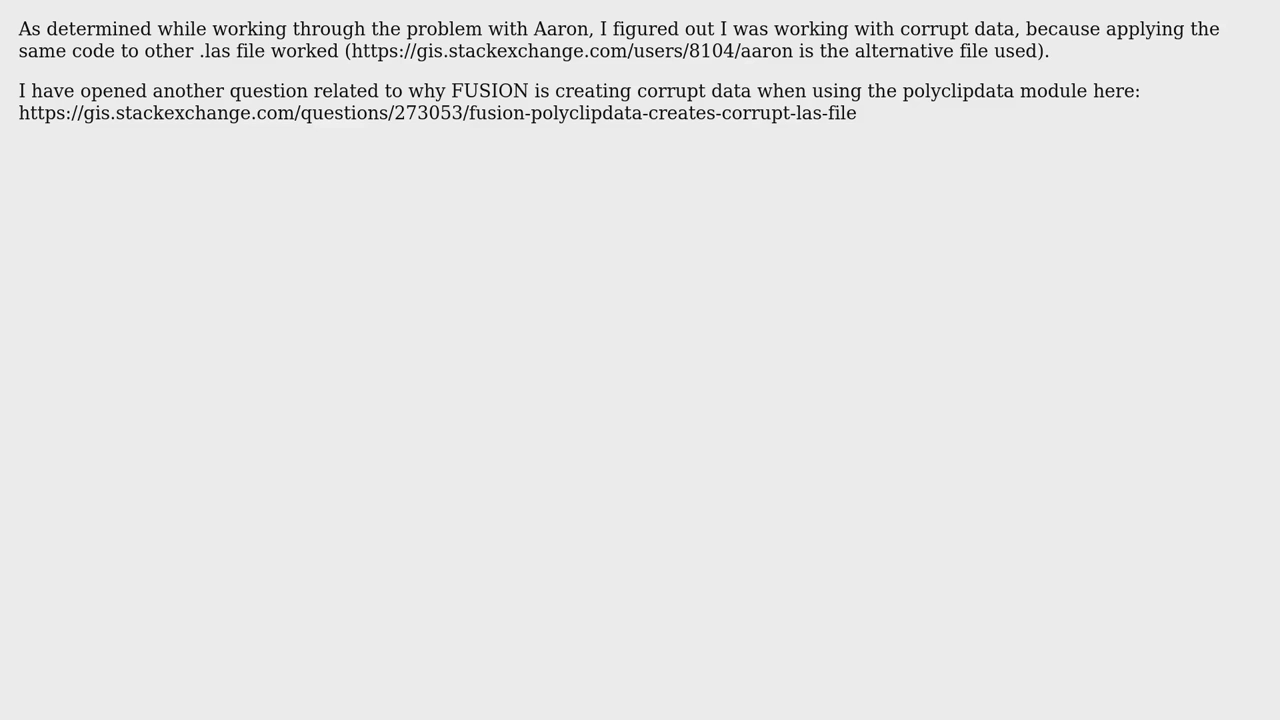 As determined while working through the problem with Aaron, I figured out I was working with corrupt data, because applying the
same code to other .las file worked (https://gis.stackexchange.com/users/8104/aaron is the alternative file used).
I have opened another question related to why FUSION is creating corrupt data when using the polyclipdata module here:
https://gis.stackexchange.com/questions/273053/fusion-polyclipdata-creates-corrupt-las-file